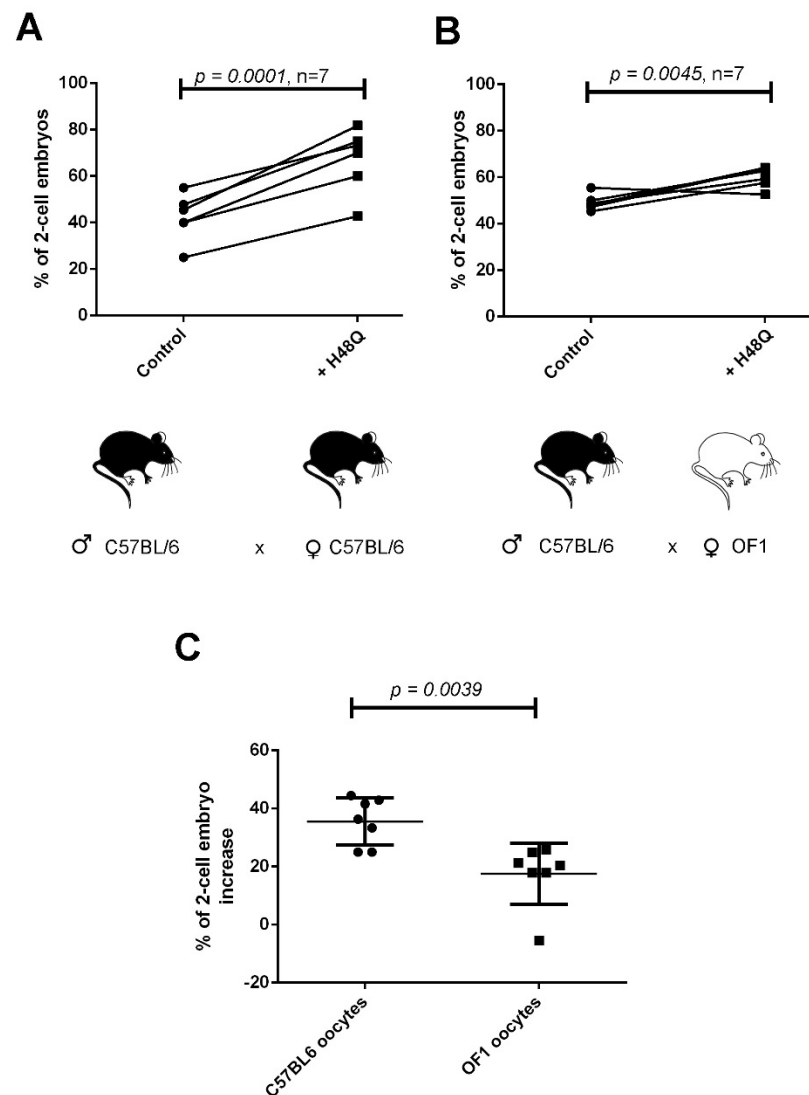 A
p = 0.0001, n=7
% of 2-cell embryos
100
80
60
40
20
0
Control
+ H48Q
♂ C57BL/6 x ♀ C57BL/6
B
p = 0.0045, n=7
% of 2-cell embryos
100
80
60
40
20
0
Control
+ H48Q
♂ C57BL/6 x ♀ OF1
C
p = 0.0039
% of 2-cell embryo
increase
60
40
20
0
-20
C57BL6 oocytes
OF1 oocytes